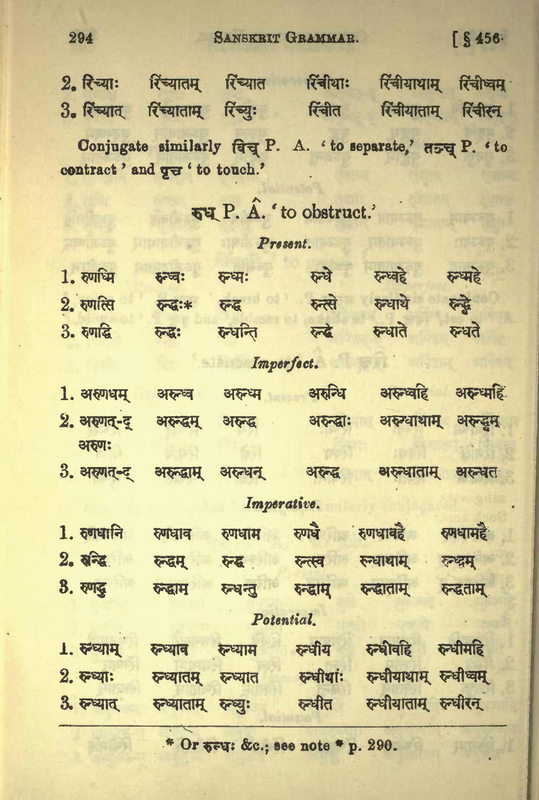 294 SANSKRIT GRAMMAR. [ § 456
2. रिंच्याः रिंच्यातम् रिंच्यात रिंचीथाः रिंचीयाथाम् रिंचीध्वम्
3. रिंच्यात् रिंच्याताम् रिंच्युः रिंचीत रिंचीयाताम् रिंचीरन्
Conjugate similarly विच् P. A. ‘ to separate,’ तञ्च् P. ‘ to
contract ’ and पृच ‘ to touch.’
रुध् P. Â. ‘ to obstruct.’
Present.
1. रुणध्मि रुन्ध्वः रुन्ध्मः रुन्धे रुन्ध्वहे रुन्ध्महे
2. रुणत्सि रुन्द्धः* रुन्द्ध रुन्त्से रुन्धाथे रुन्द्ध्वे
3. रुणद्धि रुन्द्धः रुन्धन्ति रुन्द्धे रुन्धाते रुन्धते
Imperfect.
1. अरुणधम् अरुन्ध्व अरुन्ध्म अरुन्धि अरुन्ध्वहि अरुन्ध्महि
2. अरुणत्-द् अरुन्द्धम् अरुन्द्ध अरुन्द्धाः अरुन्धाथाम् अरुन्द्ध्वम्
अरुणः
3. अरुणत्-द् अरुन्द्धाम् अरुन्धन् अरुन्द्ध अरुन्धाताम् अरुन्धत
Imperative.
1. रुणधानि रुणधाव रुणधाम रुणधै रुणधावहै रुणधामहै
2. रुन्द्धि रुन्द्धम् रुन्द्ध रुन्त्स्व रुन्धाथाम् रुन्द्ध्वम्
3. रुणद्धु रुन्द्धाम् रुन्धन्तु रुन्द्धाम् रुन्द्धाताम् रुन्द्धताम्
Potential.
1. रुन्ध्याम् रुन्ध्याव रुन्ध्याम रुन्धीय रुन्धीवहि रुन्धीमहि
2. रुन्ध्याः रुन्ध्यातम् रुन्ध्यात रुन्धीथाः रुन्धीयाथाम् रुन्धीध्वम्
3. रुन्ध्यात् रुन्ध्याताम् रुन्ध्युः रुन्धीत रुन्धीयाताम् रुन्धीरन्
* Or रुन्धः &c.; see note * p. 290.